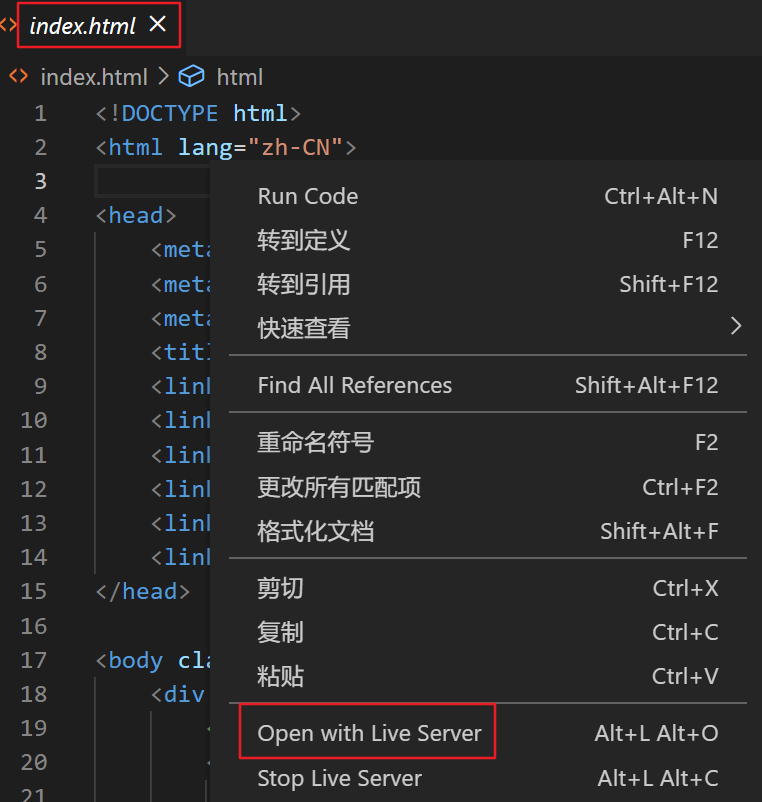 index.html
index.html html
1 <!DOCTYPE html>
2 <html lang="zh-CN">
3
4 <head>
5 <meta
6 <meta
7 <meta
8 <titl
9 <link
10 <link
11 <link
12 <link
13 <link
14 <link
15 </head>
16
17 <body cla
18 <div
19 <
20 <
21
Run Code Ctrl+Alt+N
转到定义 F12
转到引用 Shift+F12
快速查看
Find All References Shift+Alt+F12
重命名符号 F2
更改所有匹配项 Ctrl+F2
格式化文档 Shift+Alt+F
剪切 Ctrl+X
复制 Ctrl+C
粘贴 Ctrl+V
Open with Live Server Alt+L Alt+O
Stop Live Server Alt+L Alt+C